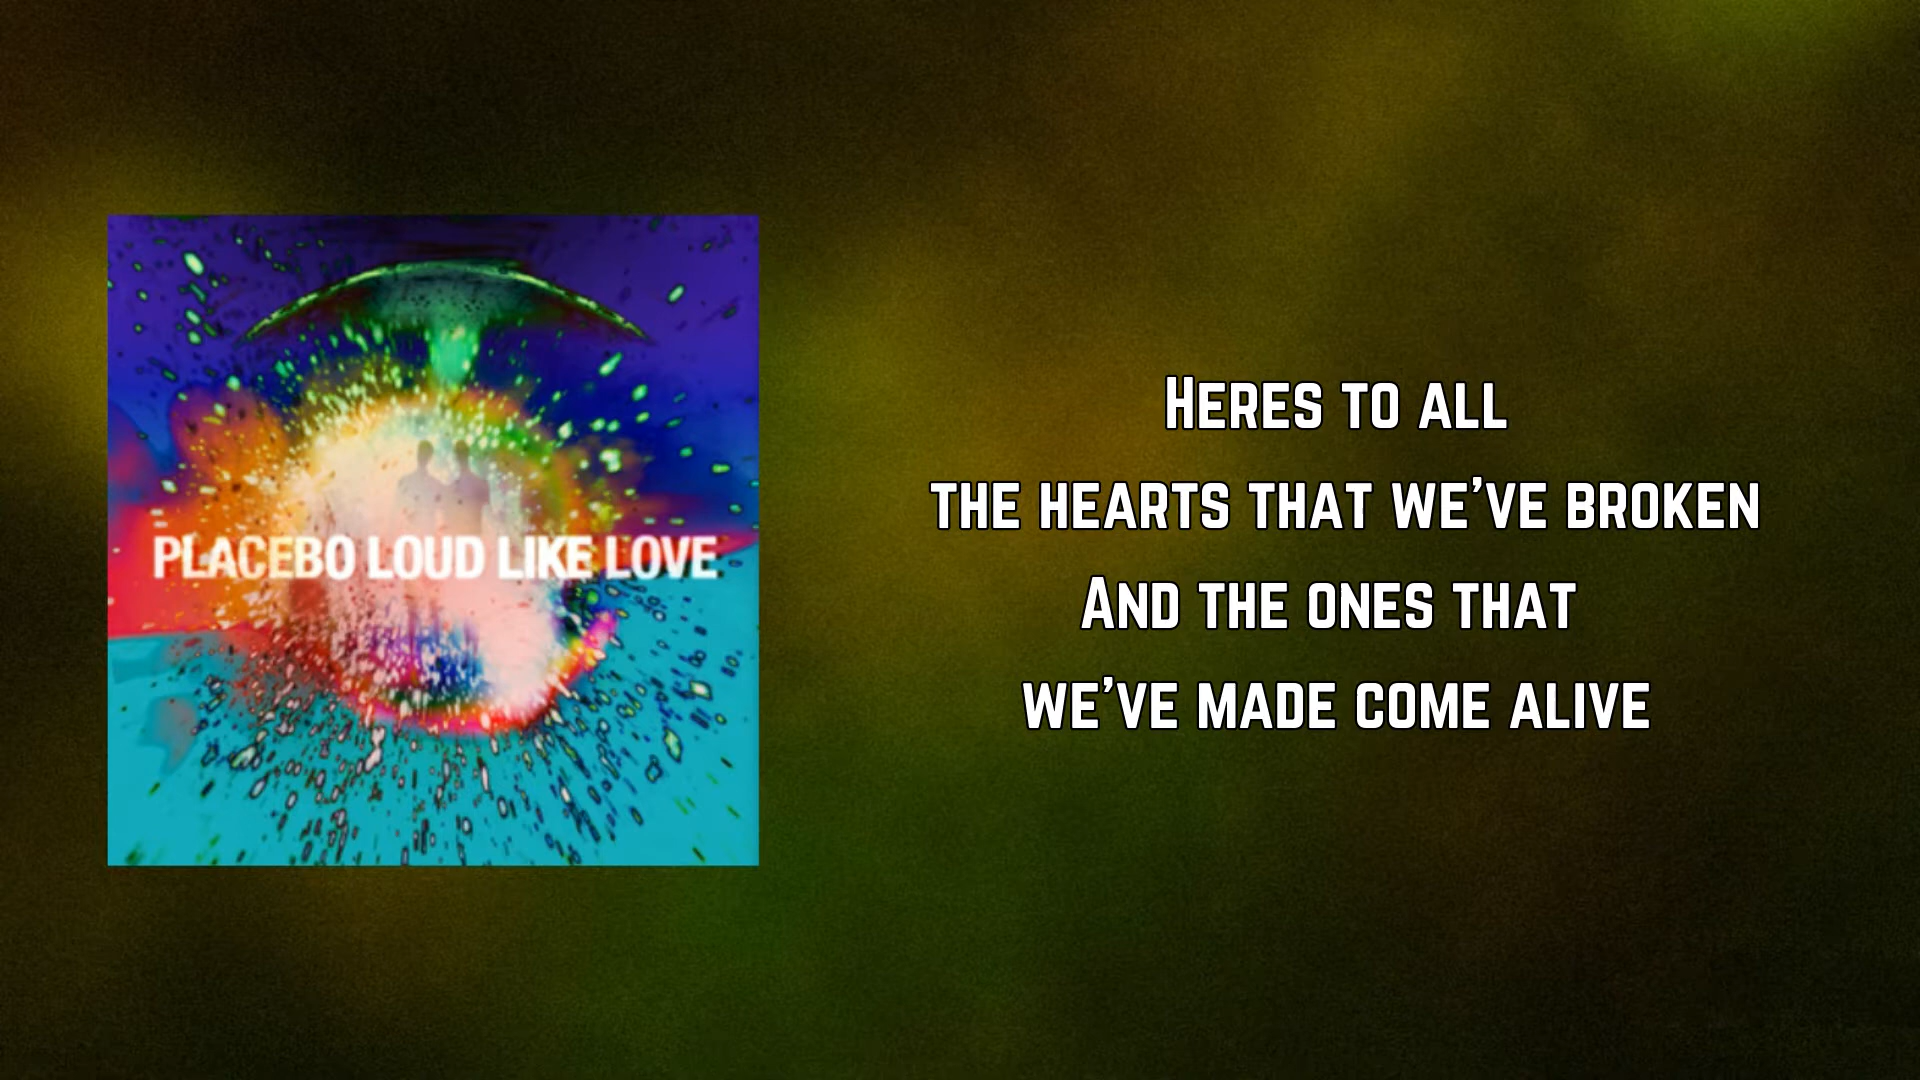 PLACEBO LOUD LIKE LOVE
HERES TO ALL
THE HEARTS THAT WE'VE BROKEN
AND THE ONES THAT
WE'VE MADE COME ALIVE